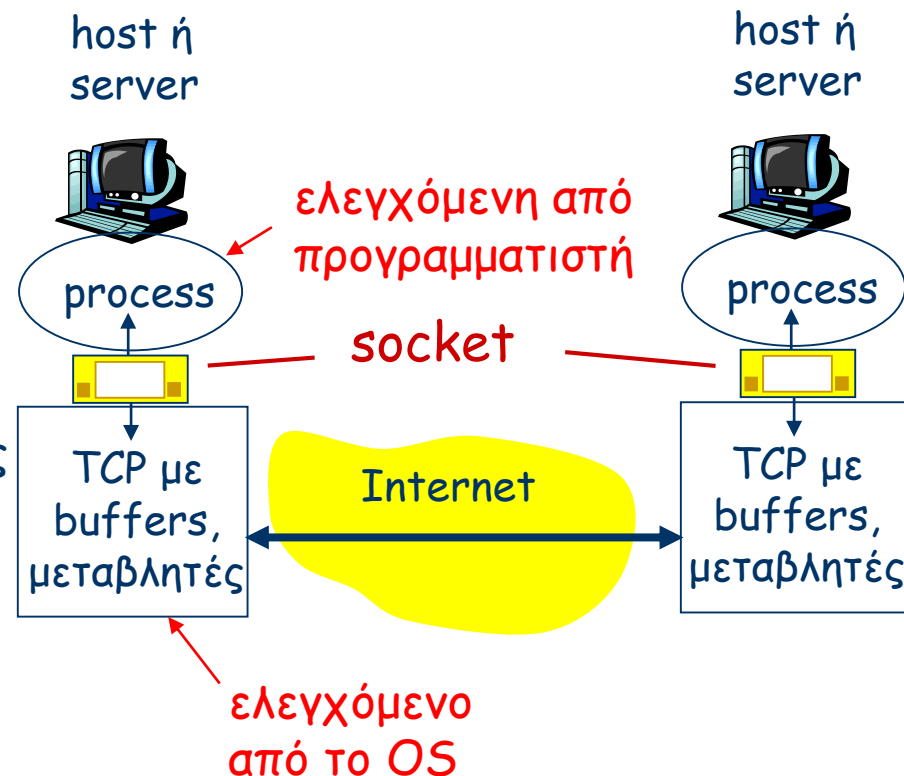 host ή
server
host ή
server
ελεγχόμενη από
προγραμματιστή
process
process
socket
ς
TCP με
buffers,
μεταβλητές
Internet
TCP με
buffers,
μεταβλητές
ελεγχόμενο
από το OS